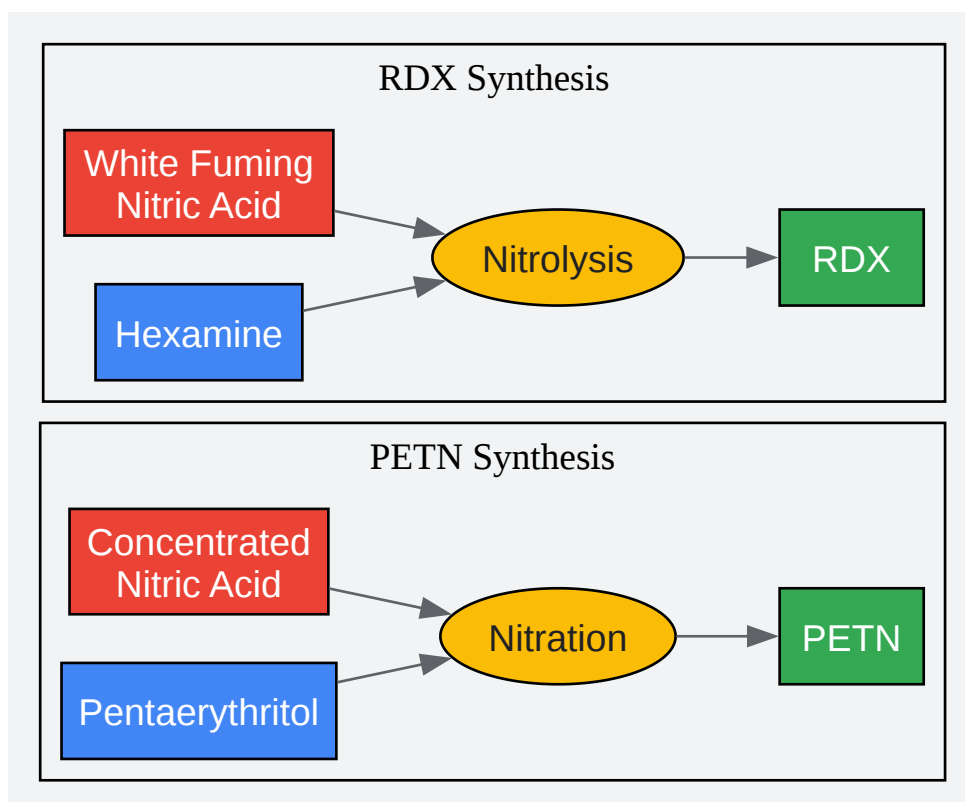 RDX Synthesis
White Fuming
Nitric Acid
Hexamine
Nitrolysis
RDX
PETN Synthesis
Concentrated
Nitric Acid
Pentaerythritol
Nitration
PETN